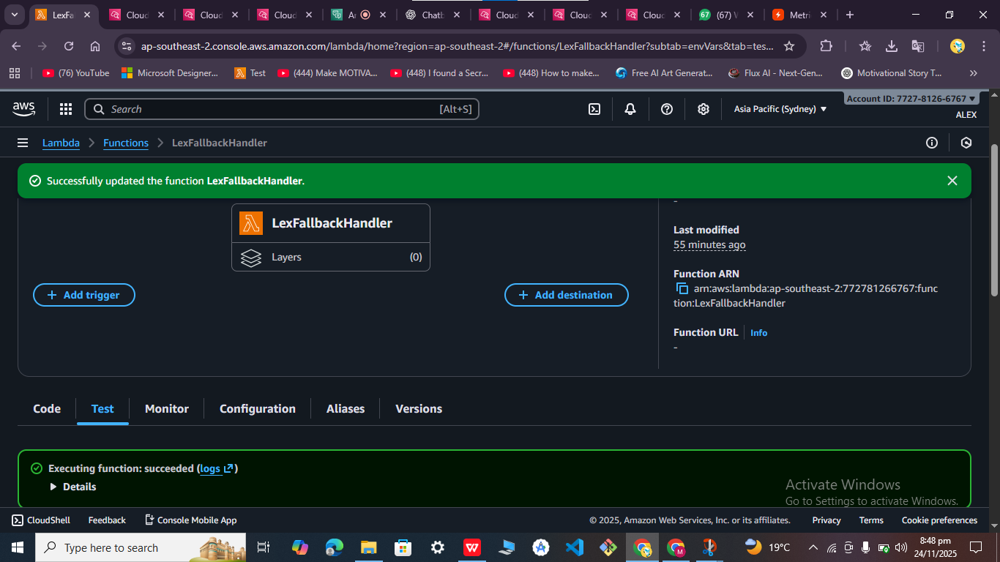 LexFa
Cloud
Cloud
Cloud
An
Chatb
Cloud
Cloud
Cloud
67
(67) V
Metri
ap-southeast-2.console.aws.amazon.com/lambda/home?region=ap-southeast-2#/functions/LexFallbackHandler?subtab=envVars&tab=tes...
(76) YouTube
Microsoft Designer...
Test
(444) Make MOTIVA...
(448) I found a Secr...
(448) How to make...
Free AI Art Generat...
Flux AI - Next-Gen...
Motivational Story T...
aws
Search
[Alt+S]
Asia Pacific (Sydney)
Account ID: 7727-8126-6767
ALEX
Lambda
Functions
LexFallbackHandler
Successfully updated the function LexFallbackHandler.
LexFallbackHandler
Layers
(0)
+ Add trigger
+ Add destination
-
Last modified
55 minutes ago
Function ARN
arn:aws:lambda:ap-southeast-2:772781266767:func
tion:LexFallbackHandler
Function URL
Info
-
Code
Test
Monitor
Configuration
Aliases
Versions
Executing function: succeeded (logs)
Details
Activate Windows
Go to Settings to activate Windows.
CloudShell
Feedback
Console Mobile App
© 2025, Amazon Web Services, Inc. or its affiliates.
Privacy
Terms
Cookie preferences
Type here to search
19°C
8:48 pm
24/11/2025